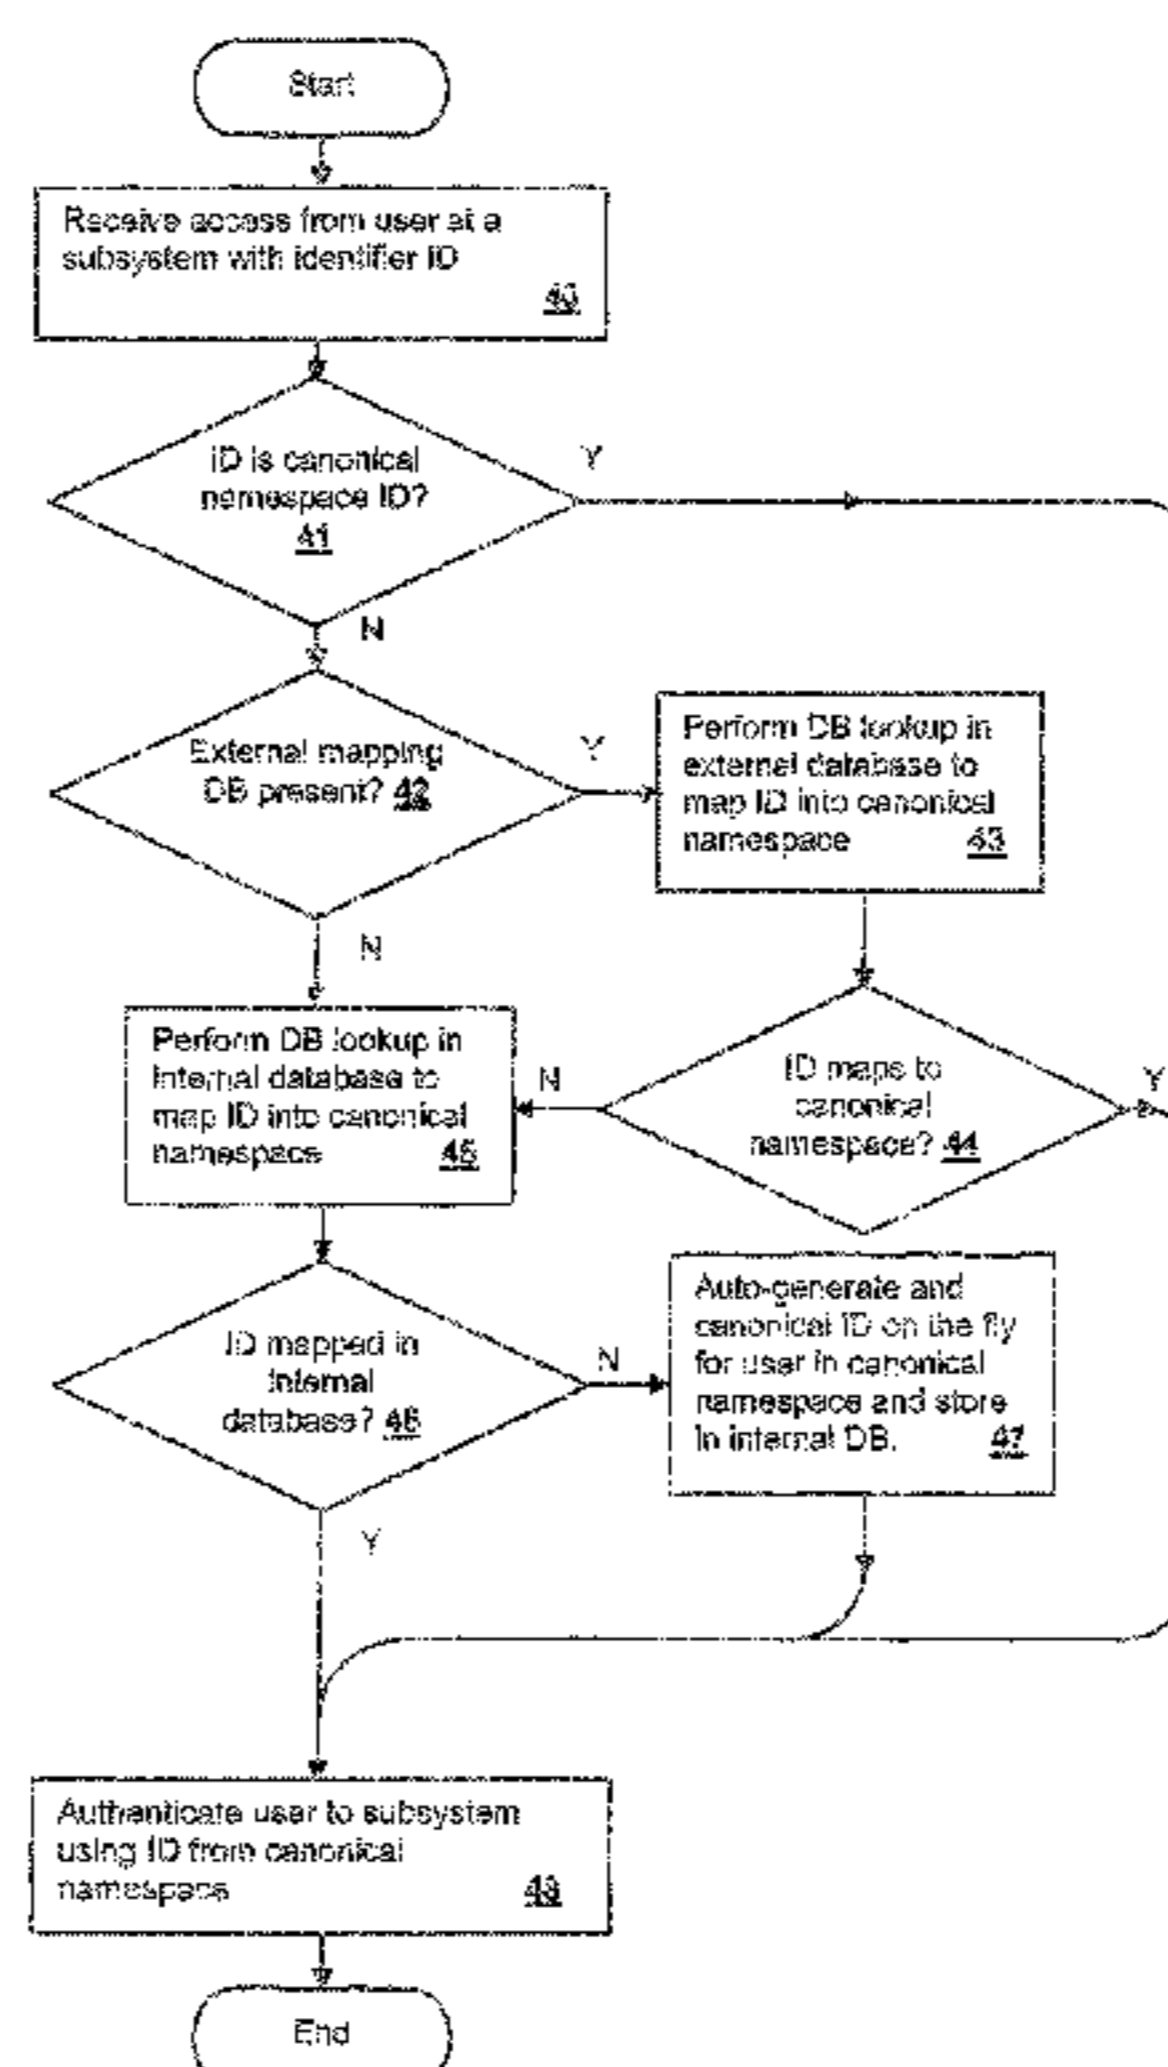 Start
Receive access from user at a
subsystem with identifier ID
40
ID is canonical
namespace ID?
41
Y
N
External mapping
DB present? 42
Y
Perform DB lookup in
external database to
map ID into canonical
namespace 43
N
Perform DB lookup in
internal database to
map ID into canonical
namespace 45
N
ID maps to
canonical
namespace? 44
Y
ID mapped in
internal
database? 46
N
Auto-generate and
canonical ID on the fly
for user in canonical
namespace and store
in internal DB. 47
Y
Authenticate user to subsystem
using ID from canonical
namespace 48
End